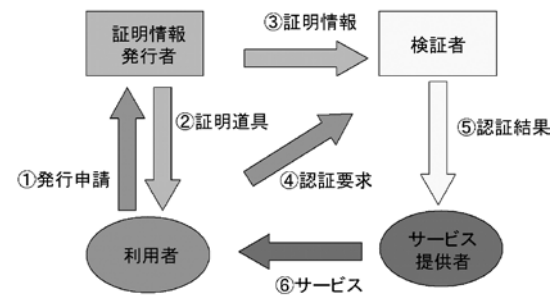 証明情報
発行者
③証明情報
検証者
②証明道具
⑤認証結果
①発行申請
④認証要求
利用者
サービス
提供者
⑥サービス